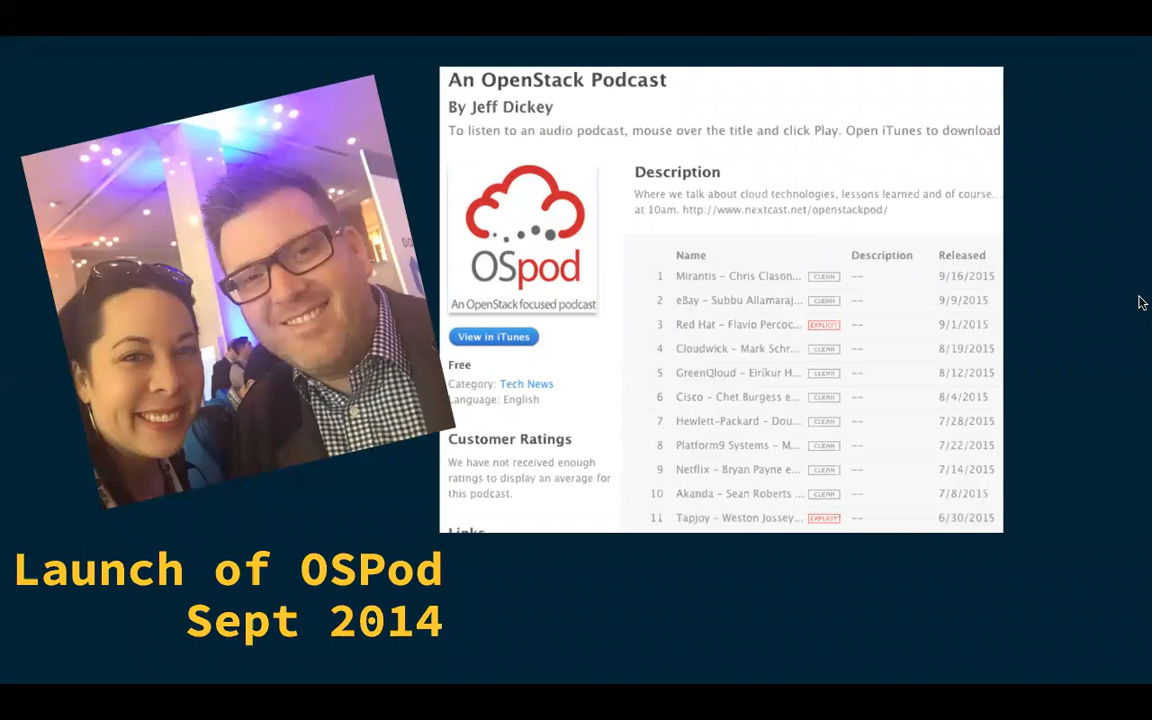 An OpenStack Podcast
By Jeff Dickey
To listen to an audio podcast, mouse over the title and click Play. Open iTunes to download
OSpod
An OpenStack focused podcast
View in iTunes
Free
Category: Tech News
Language: English
Customer Ratings
We have not received enough
ratings to display an average for
this podcast.
Links
Description
Where we talk about cloud technologies, lessons learned and of course...
at 10am. http://www.nextcast.net/openstackpod/
Name Description Released
1 Mirantis – Chris Clason... CLEAN -- 9/16/2015
2 eBay – Subbu Allamaraj... CLEAN -- 9/9/2015
3 Red Hat – Flavio Percoc... EXPLICIT -- 9/1/2015
4 Cloudwick – Mark Schr... CLEAN -- 8/19/2015
5 GreenQloud – Eirikur H... CLEAN -- 8/12/2015
6 Cisco – Chet Burgess e... CLEAN -- 8/4/2015
7 Hewlett-Packard – Dou... CLEAN -- 7/28/2015
8 Platform9 Systems – M... CLEAN -- 7/22/2015
9 Netflix – Bryan Payne e... CLEAN -- 7/14/2015
10 Akanda – Sean Roberts ... CLEAN -- 7/8/2015
11 Tapjoy – Weston Jossey... EXPLICIT -- 6/30/2015
Launch of OSPod
Sept 2014